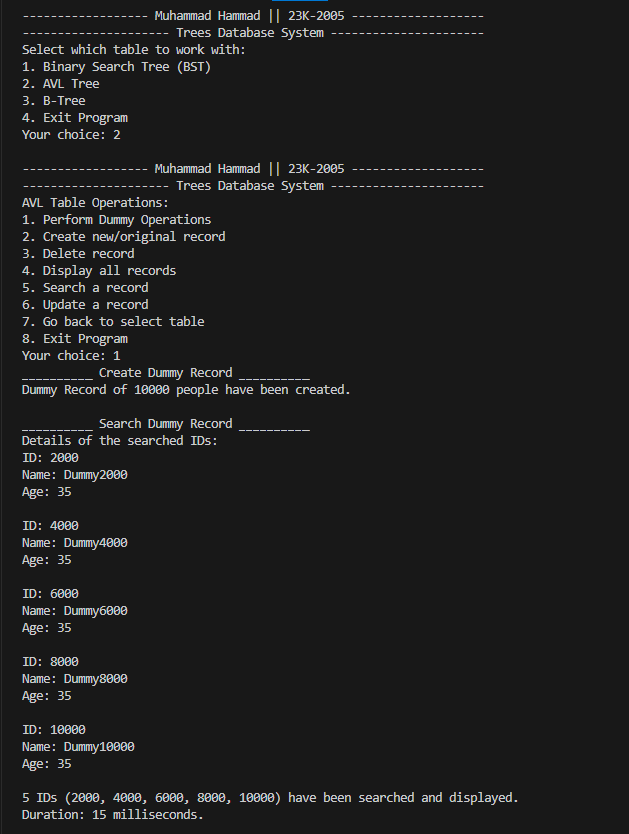 ------------------ Muhammad Hammad || 23K-2005 -------------------
--------------------- Trees Database System ----------------------
Select which table to work with:
1. Binary Search Tree (BST)
2. AVL Tree
3. B-Tree
4. Exit Program
Your choice: 2
------------------ Muhammad Hammad || 23K-2005 -------------------
--------------------- Trees Database System ----------------------
AVL Table Operations:
1. Perform Dummy Operations
2. Create new/original record
3. Delete record
4. Display all records
5. Search a record
6. Update a record
7. Go back to select table
8. Exit Program
Your choice: 1
__________ Create Dummy Record __________
Dummy Record of 10000 people have been created.
__________ Search Dummy Record __________
Details of the searched IDs:
ID: 2000
Name: Dummy2000
Age: 35
ID: 4000
Name: Dummy4000
Age: 35
ID: 6000
Name: Dummy6000
Age: 35
ID: 8000
Name: Dummy8000
Age: 35
ID: 10000
Name: Dummy10000
Age: 35
5 IDs (2000, 4000, 6000, 8000, 10000) have been searched and displayed.
Duration: 15 milliseconds.